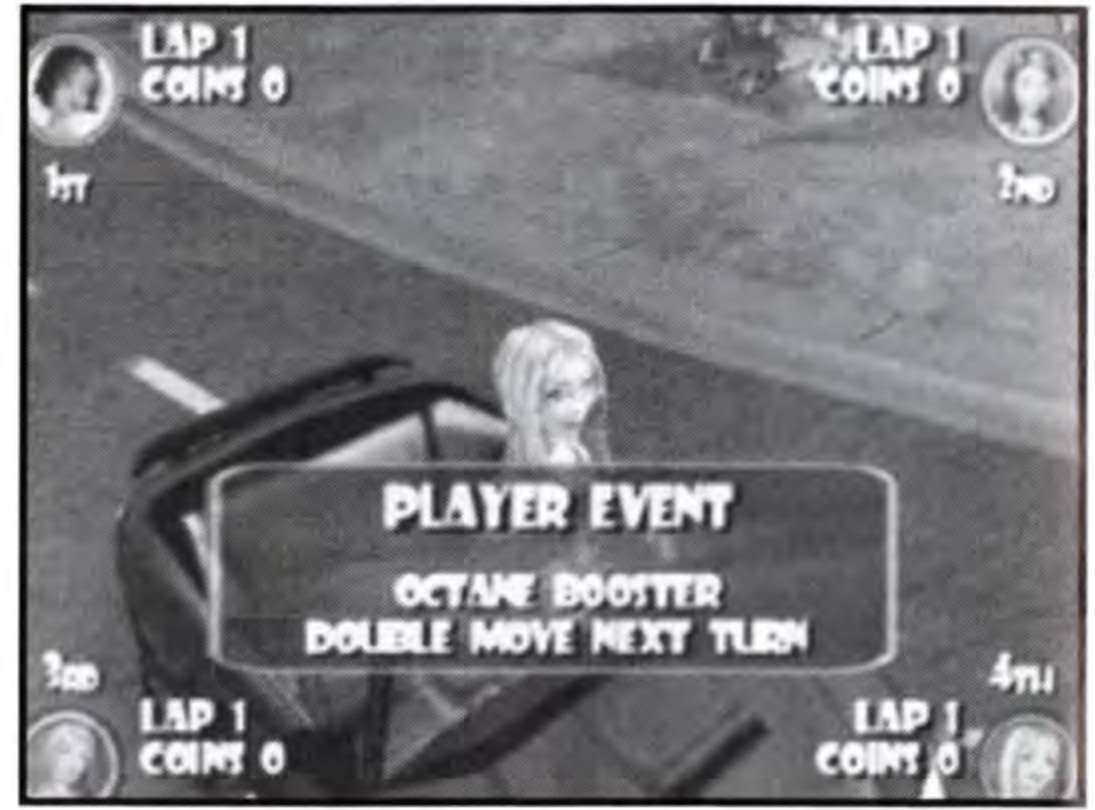 LAP 1
COINS 0
1ST
LAP 1
COINS 0
2ND
PLAYER EVENT
OCTANE BOOSTER
DOUBLE MOVE NEXT TURN
3RD
LAP 1
COINS 0
4TH
LAP 1
COINS 0